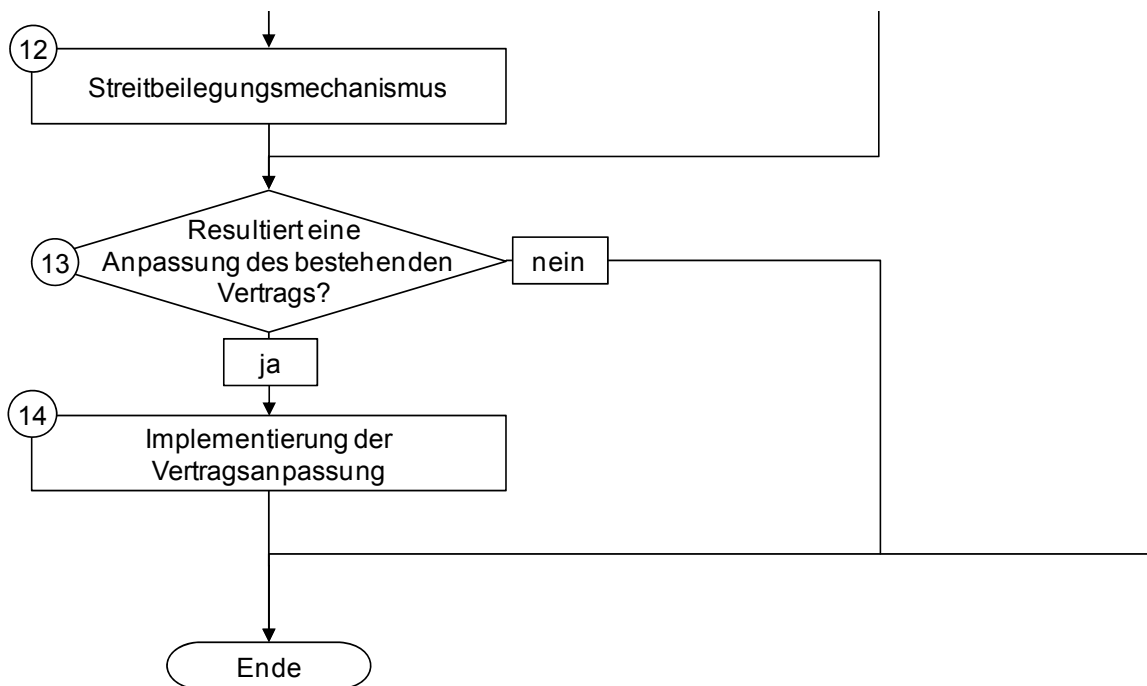 12
Streitbeilegungsmechanismus
13
Resultiert eine
Anpassung des bestehenden
Vertrags?
nein
ja
14
Implementierung der
Vertragsanpassung
Ende